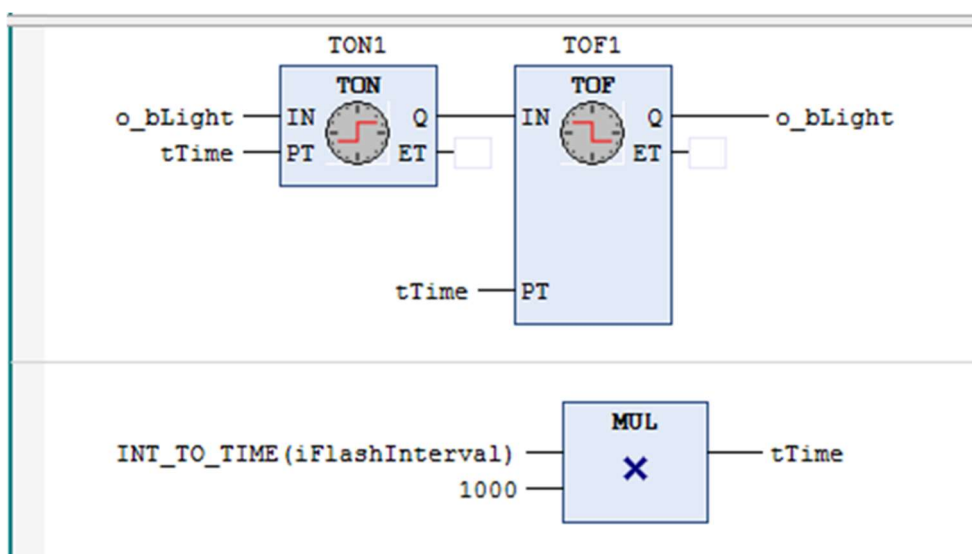 TON1 TOF1
TON TOF
o_bLight IN Q IN Q o_bLight
tTime PT ET ET
tTime PT
MUL
INT_TO_TIME(iFlashInterval) tTime
1000 ×